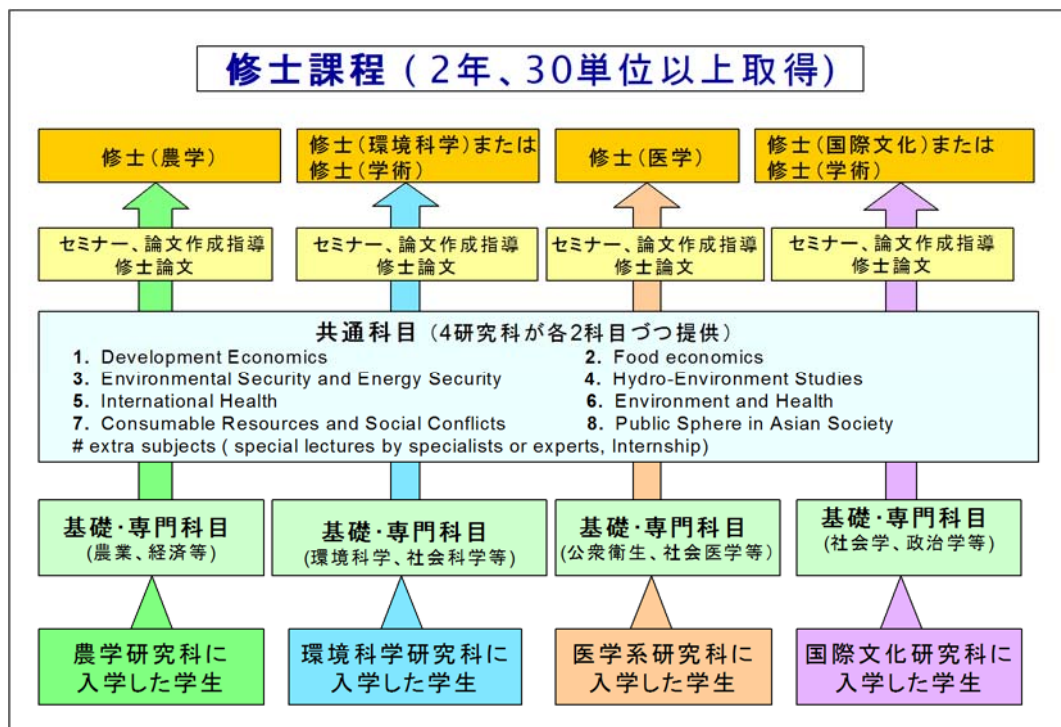 修士課程（2年、30単位以上取得）
修士（農学）
修士（環境科学）または
修士（学術）
修士（医学）
修士（国際文化）または
修士（学術）
セミナー、論文作成指導
修士論文
セミナー、論文作成指導
修士論文
セミナー、論文作成指導
修士論文
セミナー、論文作成指導
修士論文
共通科目（4研究科が各2科目づつ提供）
1. Development Economics
2. Food economics
3. Environmental Security and Energy Security
4. Hydro-Environment Studies
5. International Health
6. Environment and Health
7. Consumable Resources and Social Conflicts
8. Public Sphere in Asian Society
# extra subjects ( special lectures by specialists or experts, Internship)
基礎・専門科目
(農業、経済等)
基礎・専門科目
(環境科学、社会科学等)
基礎・専門科目
(公衆衛生、社会医学等)
基礎・専門科目
(社会学、政治学等)
農学研究科に
入学した学生
環境科学研究科に
入学した学生
医学系研究科に
入学した学生
国際文化研究科に
入学した学生